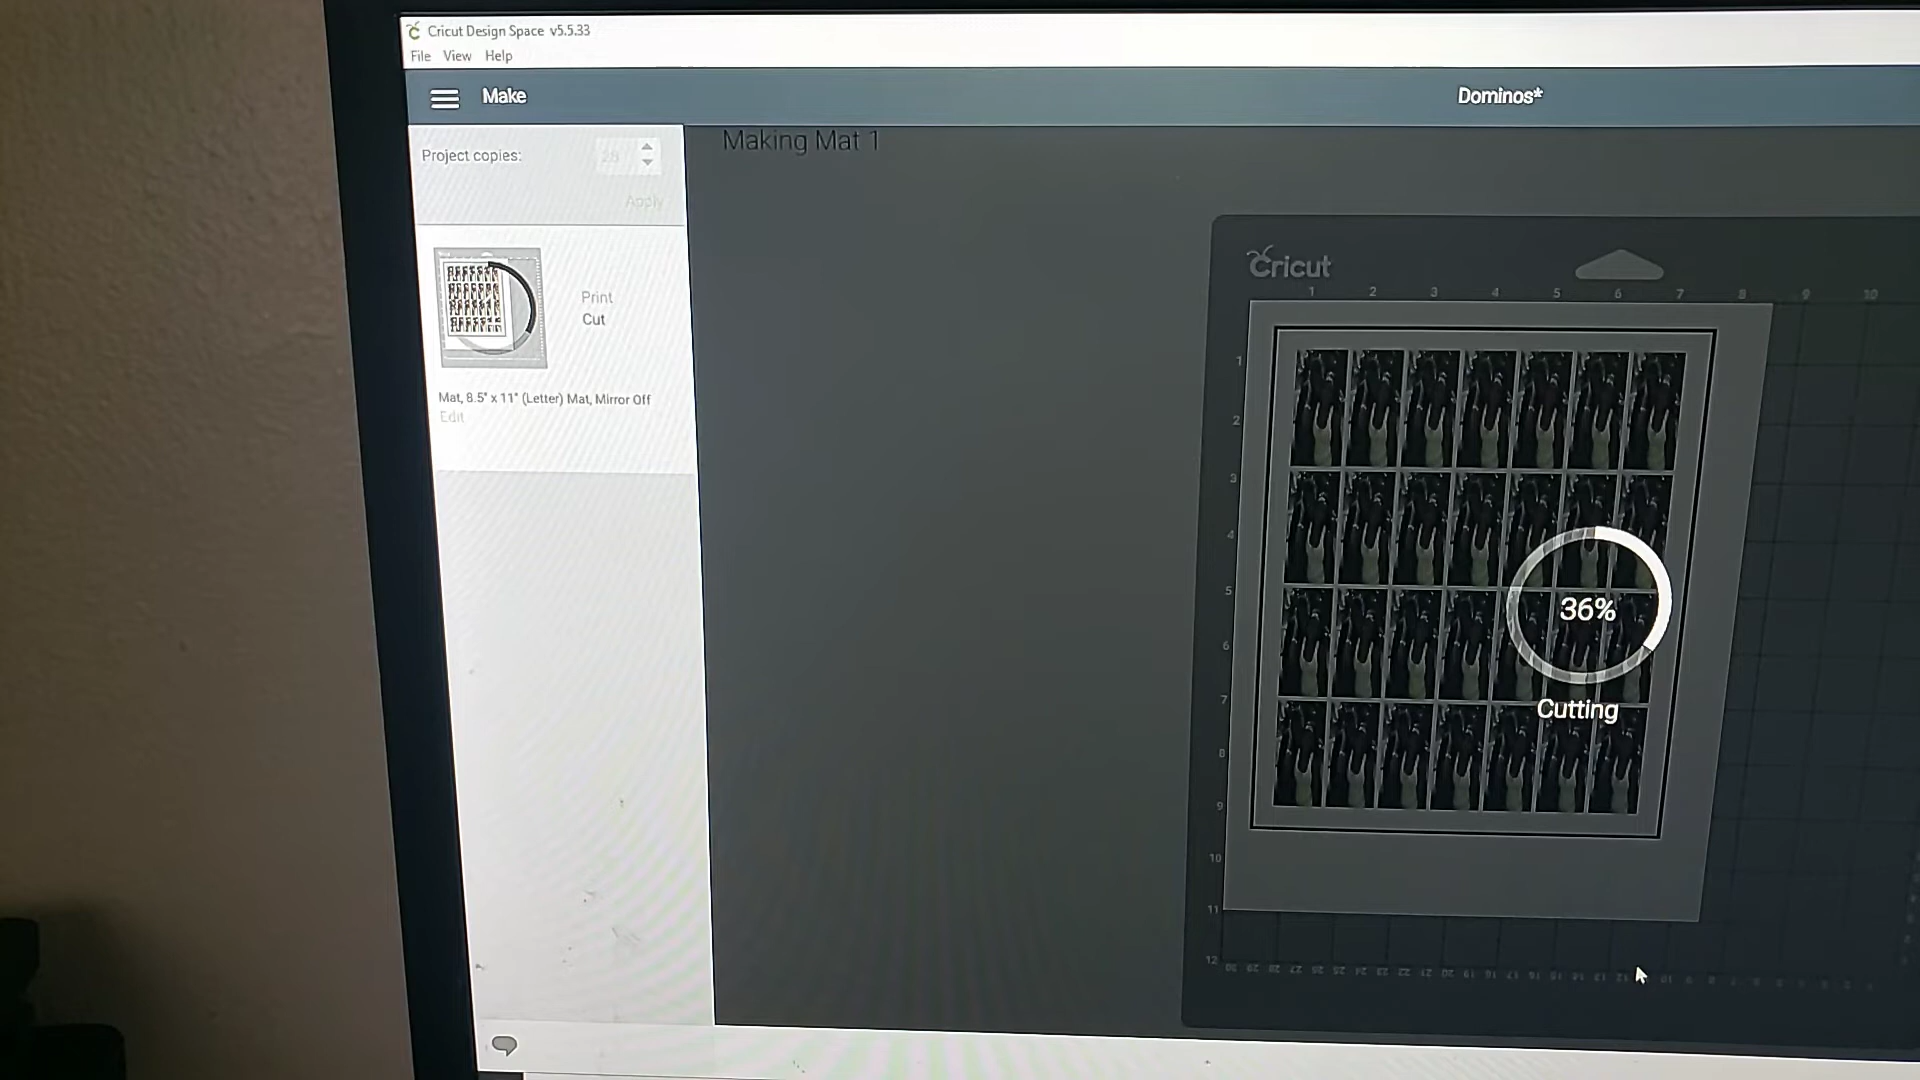 Cricut Design Space v5.5.33
File View Help
Make
Dominos*
Project copies: 28
Apply
Making Mat 1
Print
Cut
Mat, 8.5" x 11" (Letter) Mat, Mirror Off
Edit
Cricut
1 2 3 4 5 6 7 8 9 10
1
2
3
4
5
6
7
8
9
10
11
12
36%
Cutting